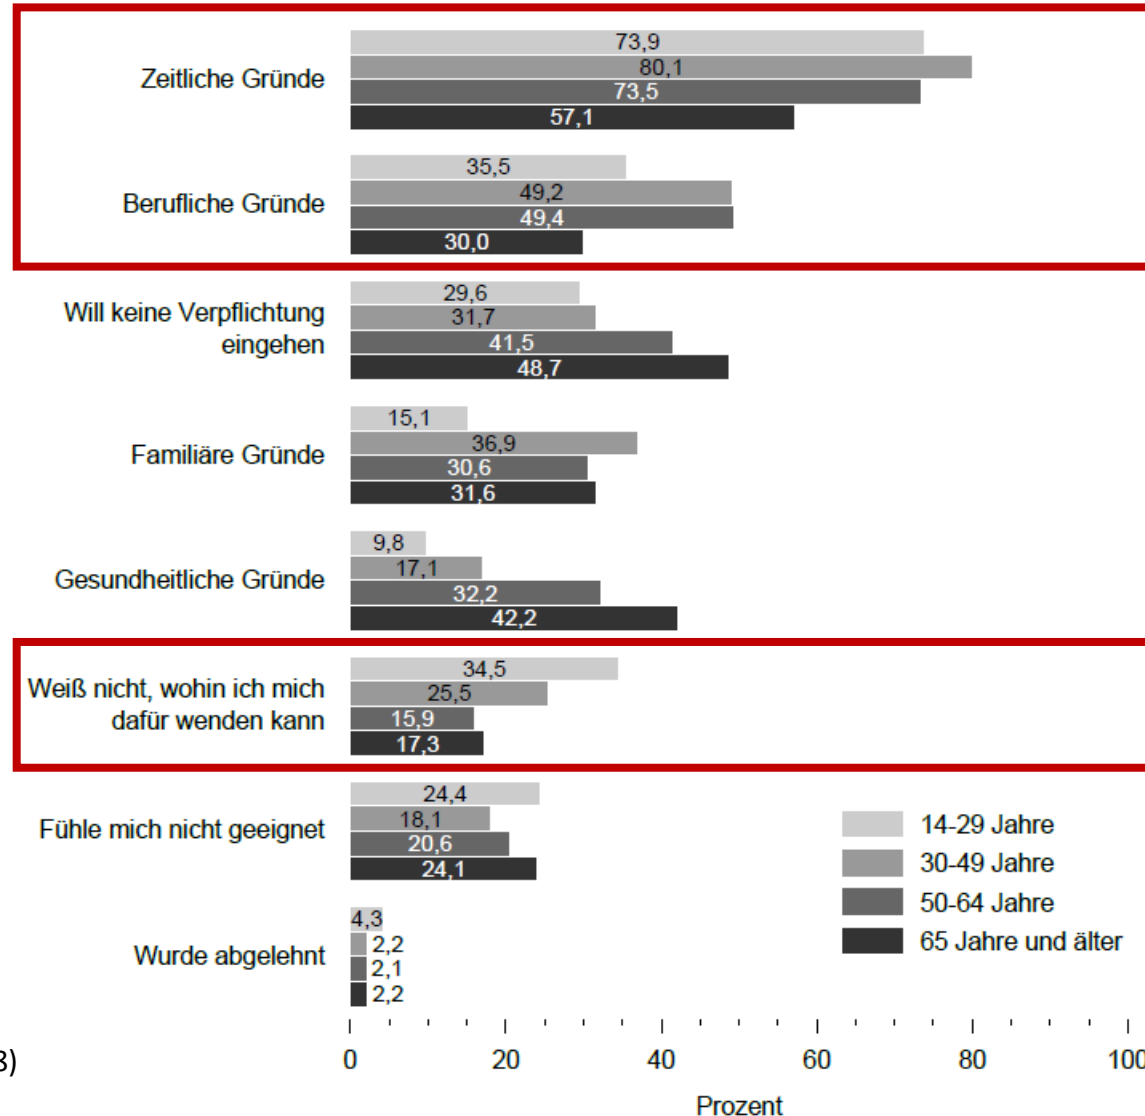 Zeitliche Gründe
73,9
80,1
73,5
57,1
Berufliche Gründe
35,5
49,2
49,4
30,0
Will keine Verpflichtung
eingehen
29,6
31,7
41,5
48,7
Familiäre Gründe
15,1
36,9
30,6
31,6
Gesundheitliche Gründe
9,8
17,1
32,2
42,2
Weiß nicht, wohin ich mich
dafür wenden kann
34,5
25,5
15,9
17,3
Fühle mich nicht geeignet
24,4
18,1
20,6
24,1
Wurde abgelehnt
4,3
2,2
2,1
2,2
14-29 Jahre
30-49 Jahre
50-64 Jahre
65 Jahre und älter
8)
0 20 40 60 80 100
Prozent